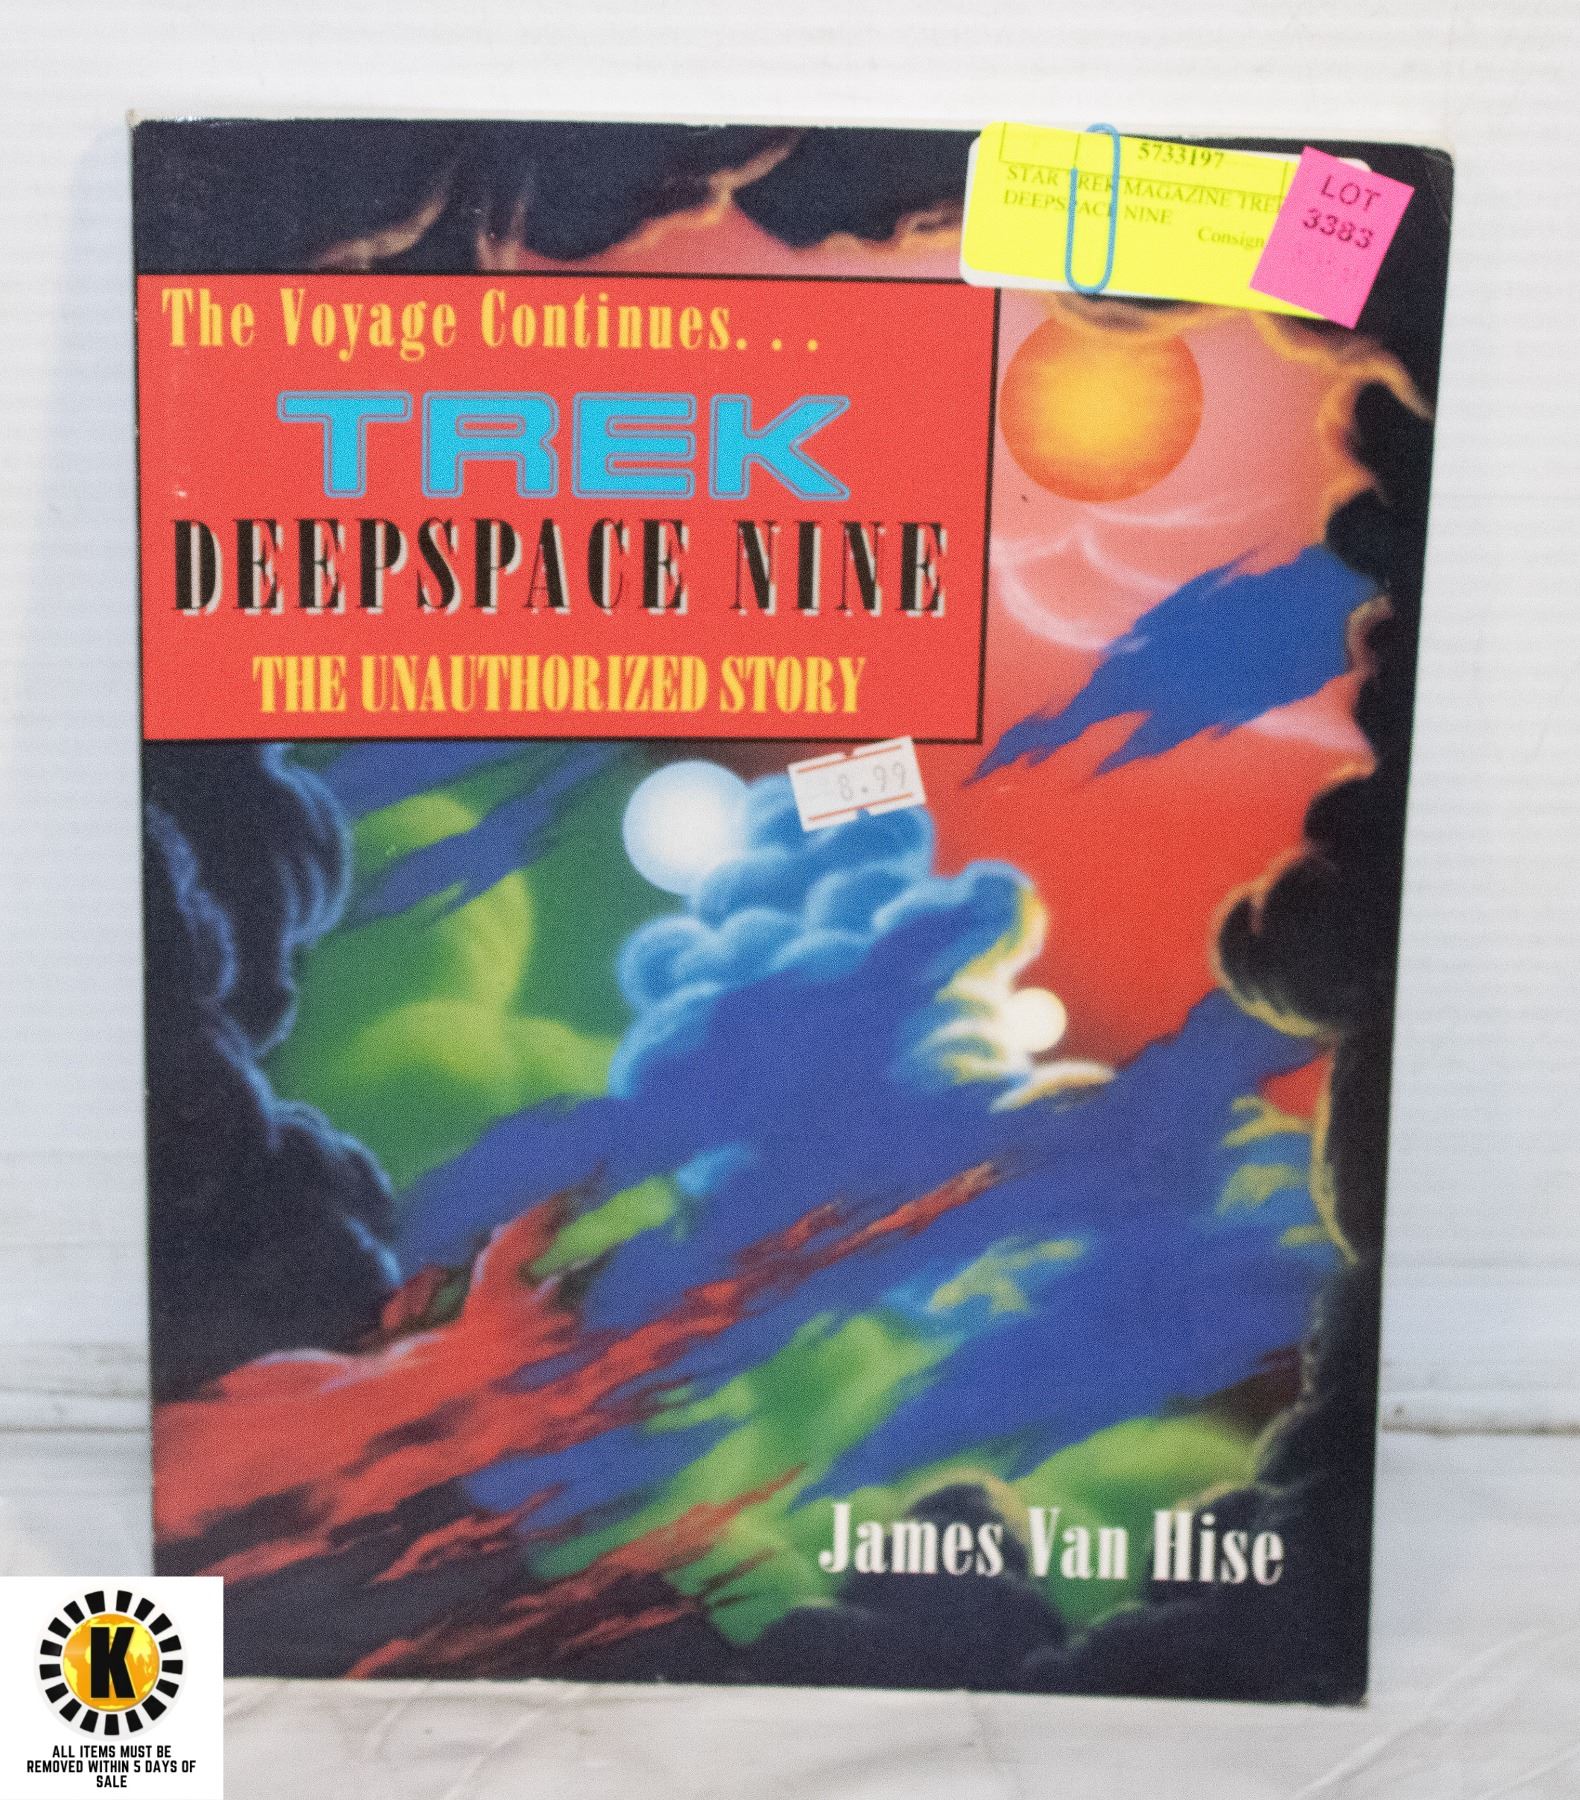 5733197
STAR TREK MAGAZINE TREK
DEEPSPACE NINE
Consign
LOT
3383
The Voyage Continues. . .
TREK
DEEPSPACE NINE
THE UNAUTHORIZED STORY
8.99
James Van Hise
K
ALL ITEMS MUST BE
REMOVED WITHIN 5 DAYS OF
SALE